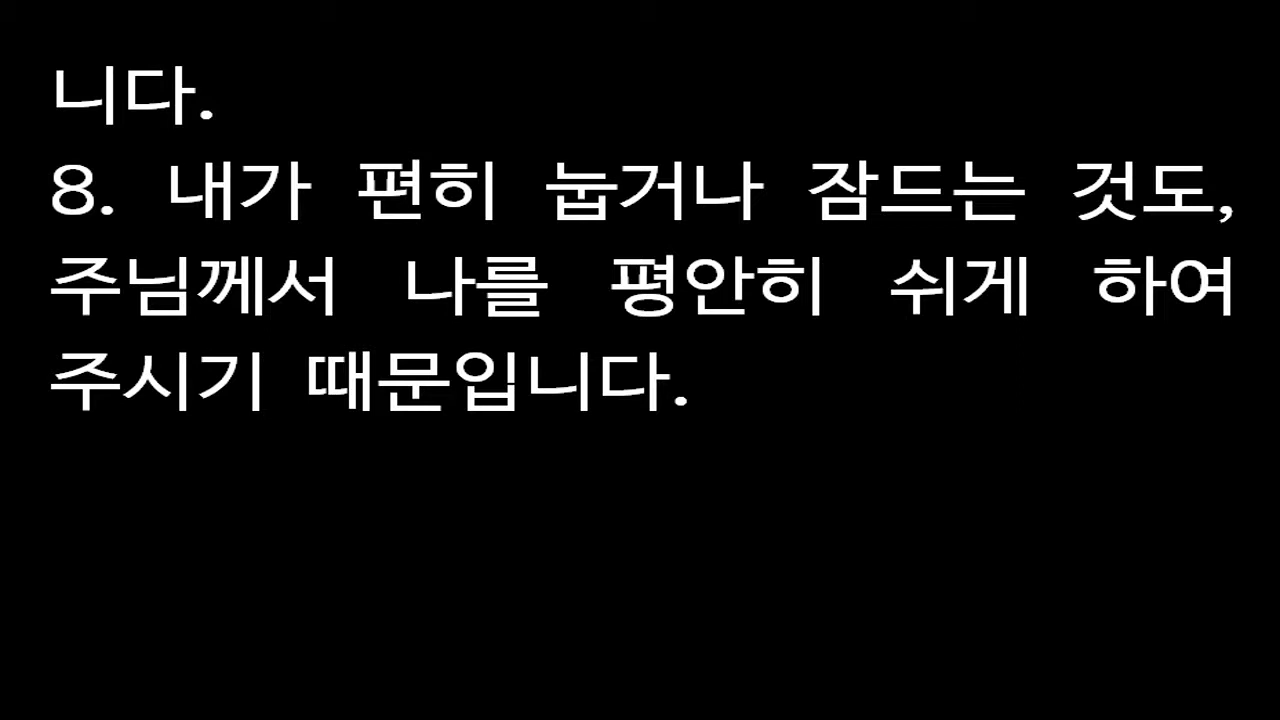 니다.
8. 내가 편히 눕거나 잠드는 것도,
주님께서 나를 평안히 쉬게 하여
주시기 때문입니다.